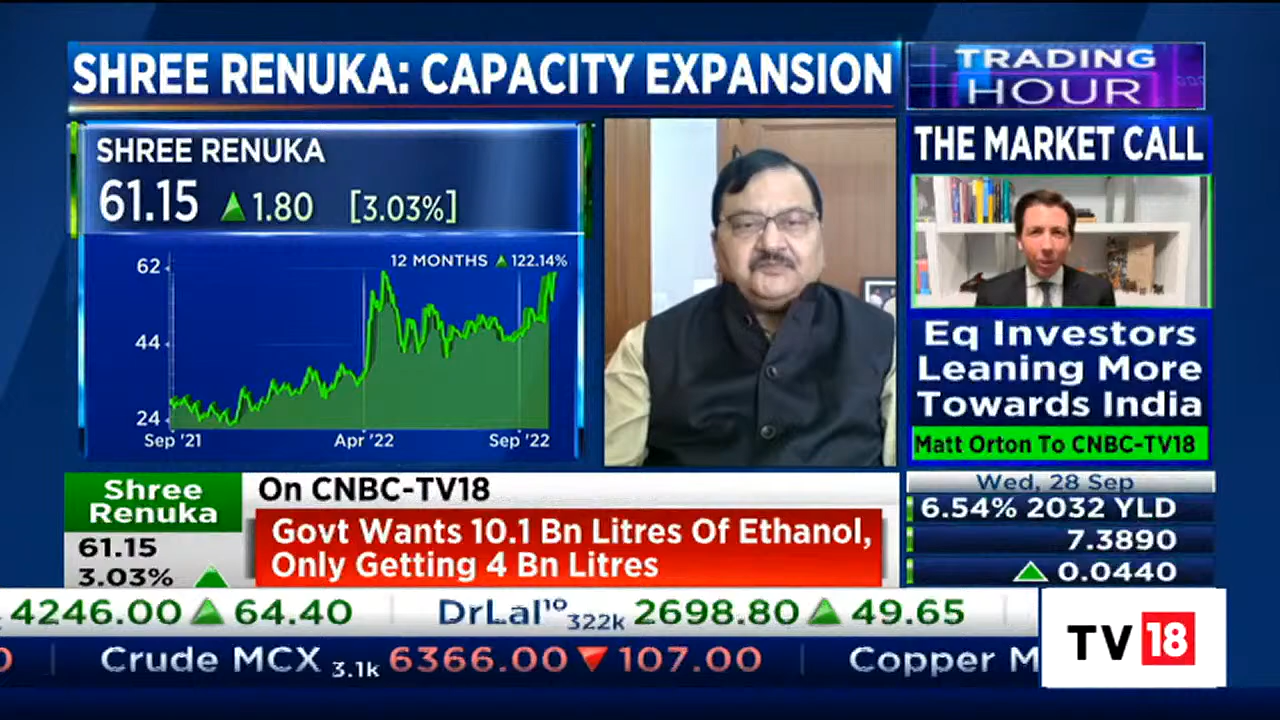 SHREE RENUKA: CAPACITY EXPANSION
TRADING
HOUR
SHREE RENUKA
61.15 ▲ 1.80 [3.03%]
12 MONTHS ▲ 122.14%
62
44
24
Sep '21 Apr '22 Sep '22
THE MARKET CALL
Eq Investors
Leaning More
Towards India
Matt Orton To CNBC-TV18
Shree
Renuka
61.15
3.03% ▲
On CNBC-TV18
Govt Wants 10.1 Bn Litres Of Ethanol,
Only Getting 4 Bn Litres
Wed, 28 Sep
6.54% 2032 YLD
7.3890
▲ 0.0440
4246.00 ▲ 64.40 DrLal¹⁰ 322k 2698.80 ▲ 49.65
Crude MCX 3.1k 6366.00 ▼ 107.00 Copper M
TV18